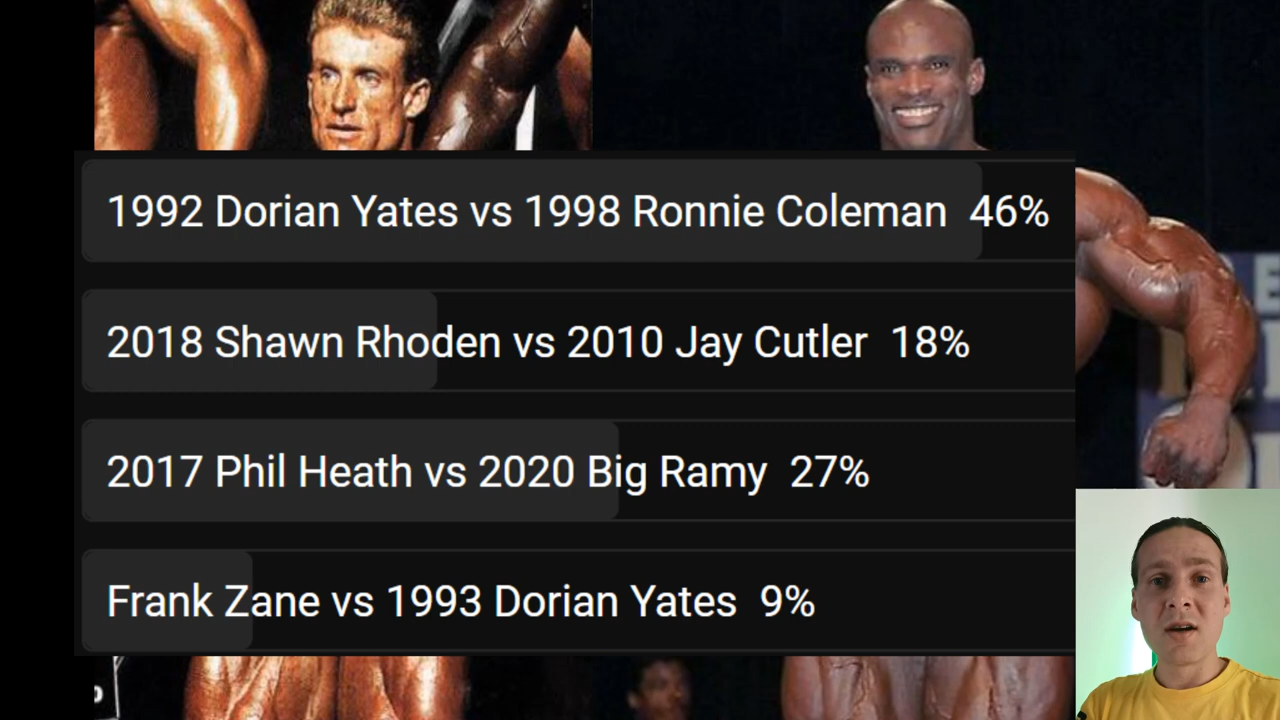 1992 Dorian Yates vs 1998 Ronnie Coleman 46%
2018 Shawn Rhoden vs 2010 Jay Cutler 18%
2017 Phil Heath vs 2020 Big Ramy 27%
Frank Zane vs 1993 Dorian Yates 9%